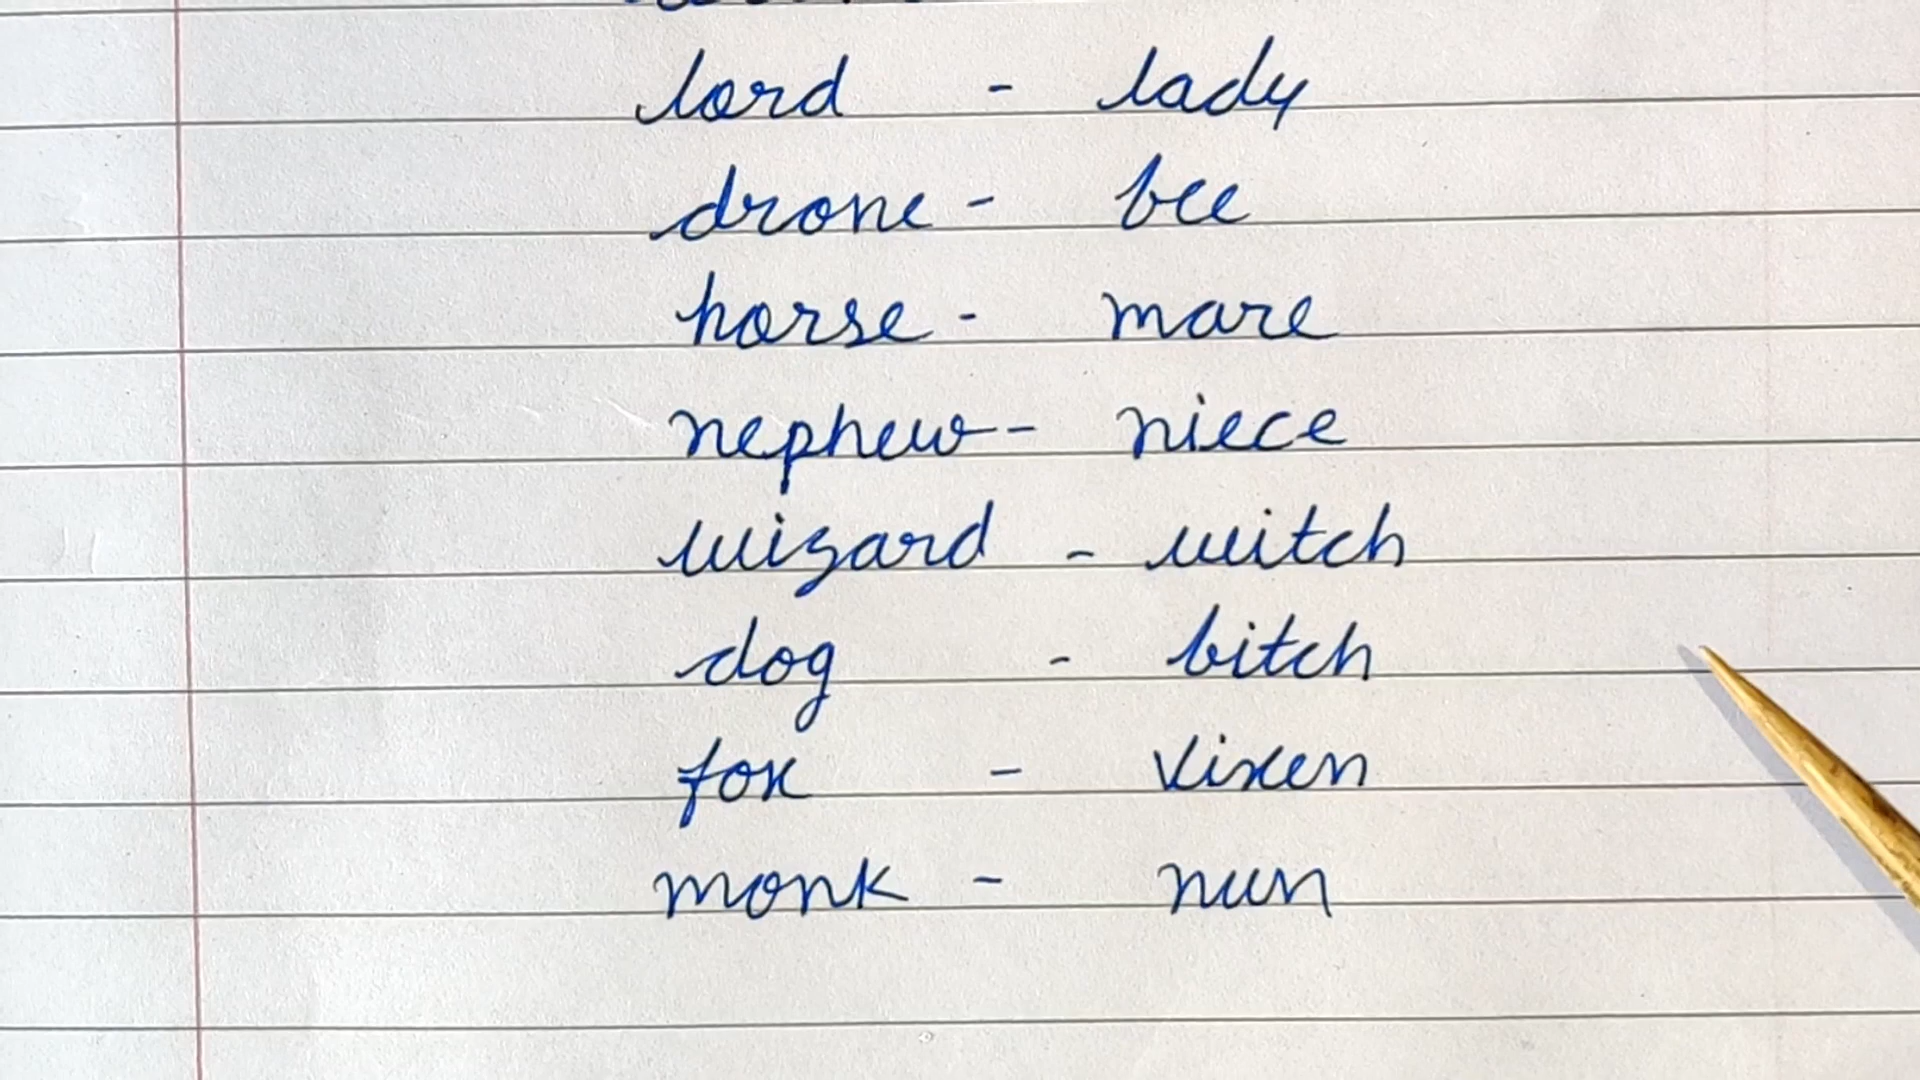 lord - lady
drone - bee
horse - mare
nephew - niece
wizard - witch
dog - bitch
fox - vixen
monk - nun